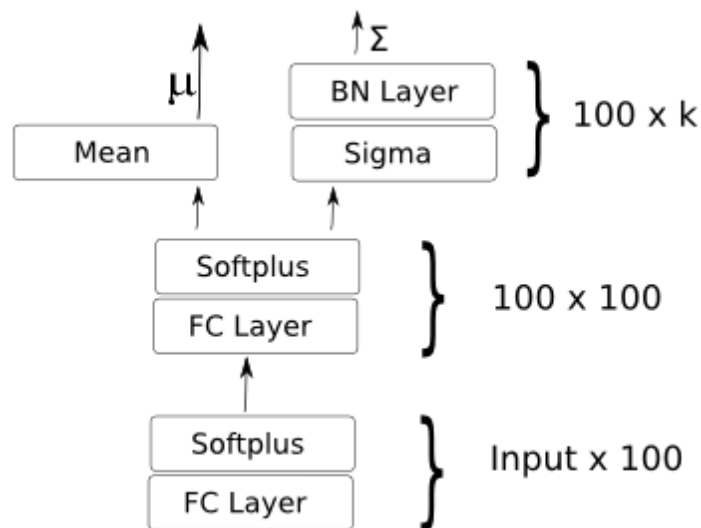 μ
Σ
BN Layer
100 x k
Mean
Sigma
Softplus
FC Layer
100 x 100
Softplus
FC Layer
Input x 100